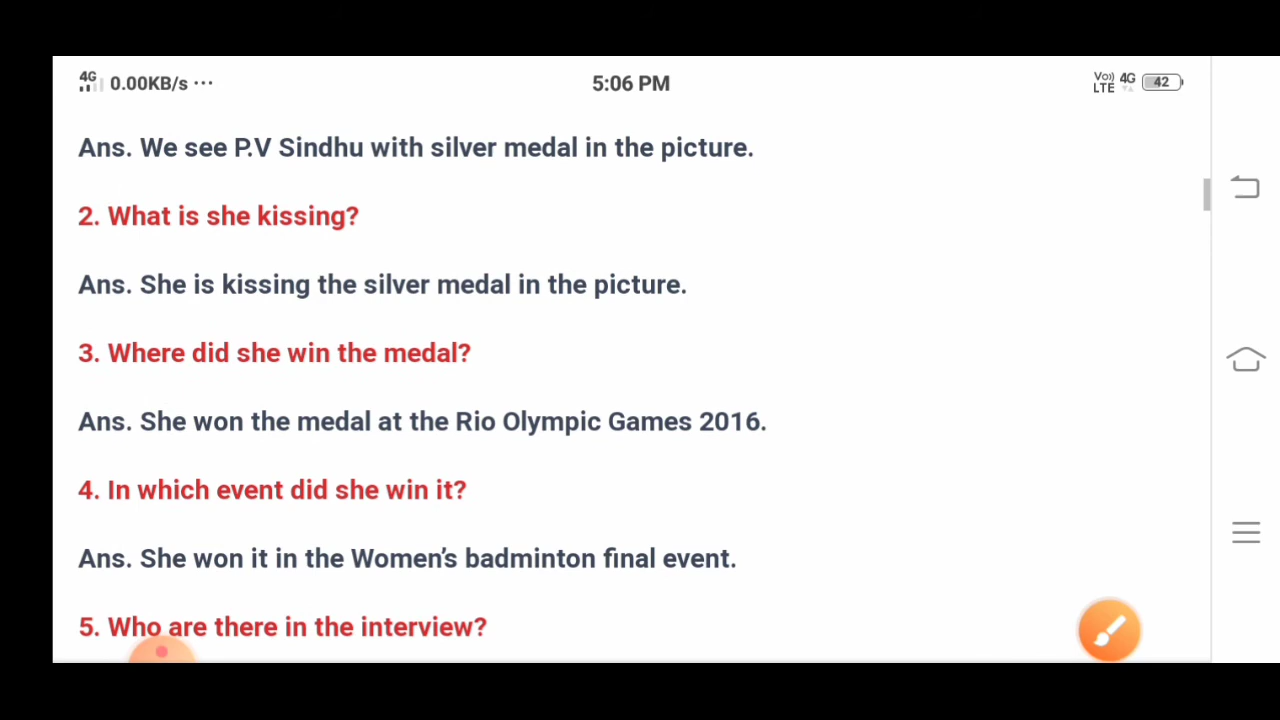 4G 0.00KB/s ... 5:06 PM Vo)) LTE 4G 42
Ans. We see P.V Sindhu with silver medal in the picture.
2. What is she kissing?
Ans. She is kissing the silver medal in the picture.
3. Where did she win the medal?
Ans. She won the medal at the Rio Olympic Games 2016.
4. In which event did she win it?
Ans. She won it in the Women's badminton final event.
5. Who are there in the interview?